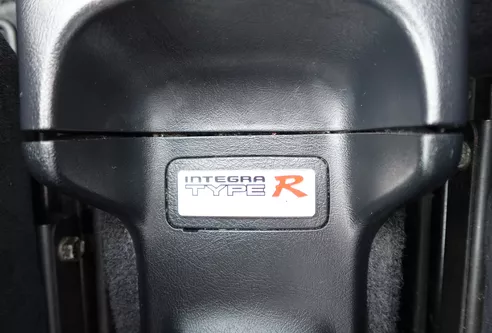 INTEGRA
TYPE R